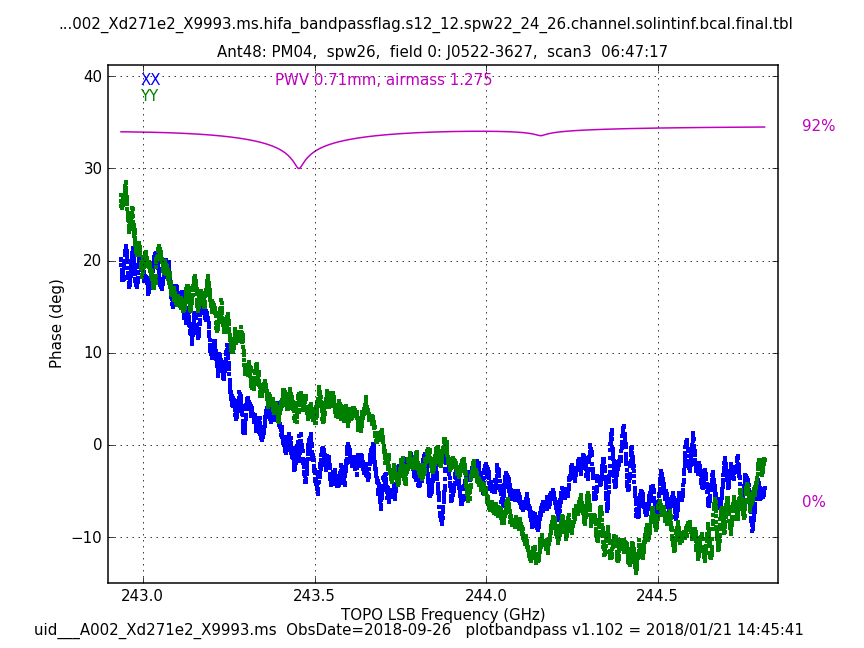 ...002_Xd271e2_X9993.ms.hifa_bandpassflag.s12_12.spw22_24_26.channel.solintinf.bcal.final.tbl
Ant48: PM04,  spw26,  field 0: J0522-3627,  scan3  06:47:17
XX
PWV 0.71mm, airmass 1.275
YY
40
30
20
10
0
−10
92%
0%
Phase (deg)
243.0 243.5 244.0 244.5
TOPO LSB Frequency (GHz)
uid___A002_Xd271e2_X9993.ms  ObsDate=2018-09-26   plotbandpass v1.102 = 2018/01/21 14:45:41